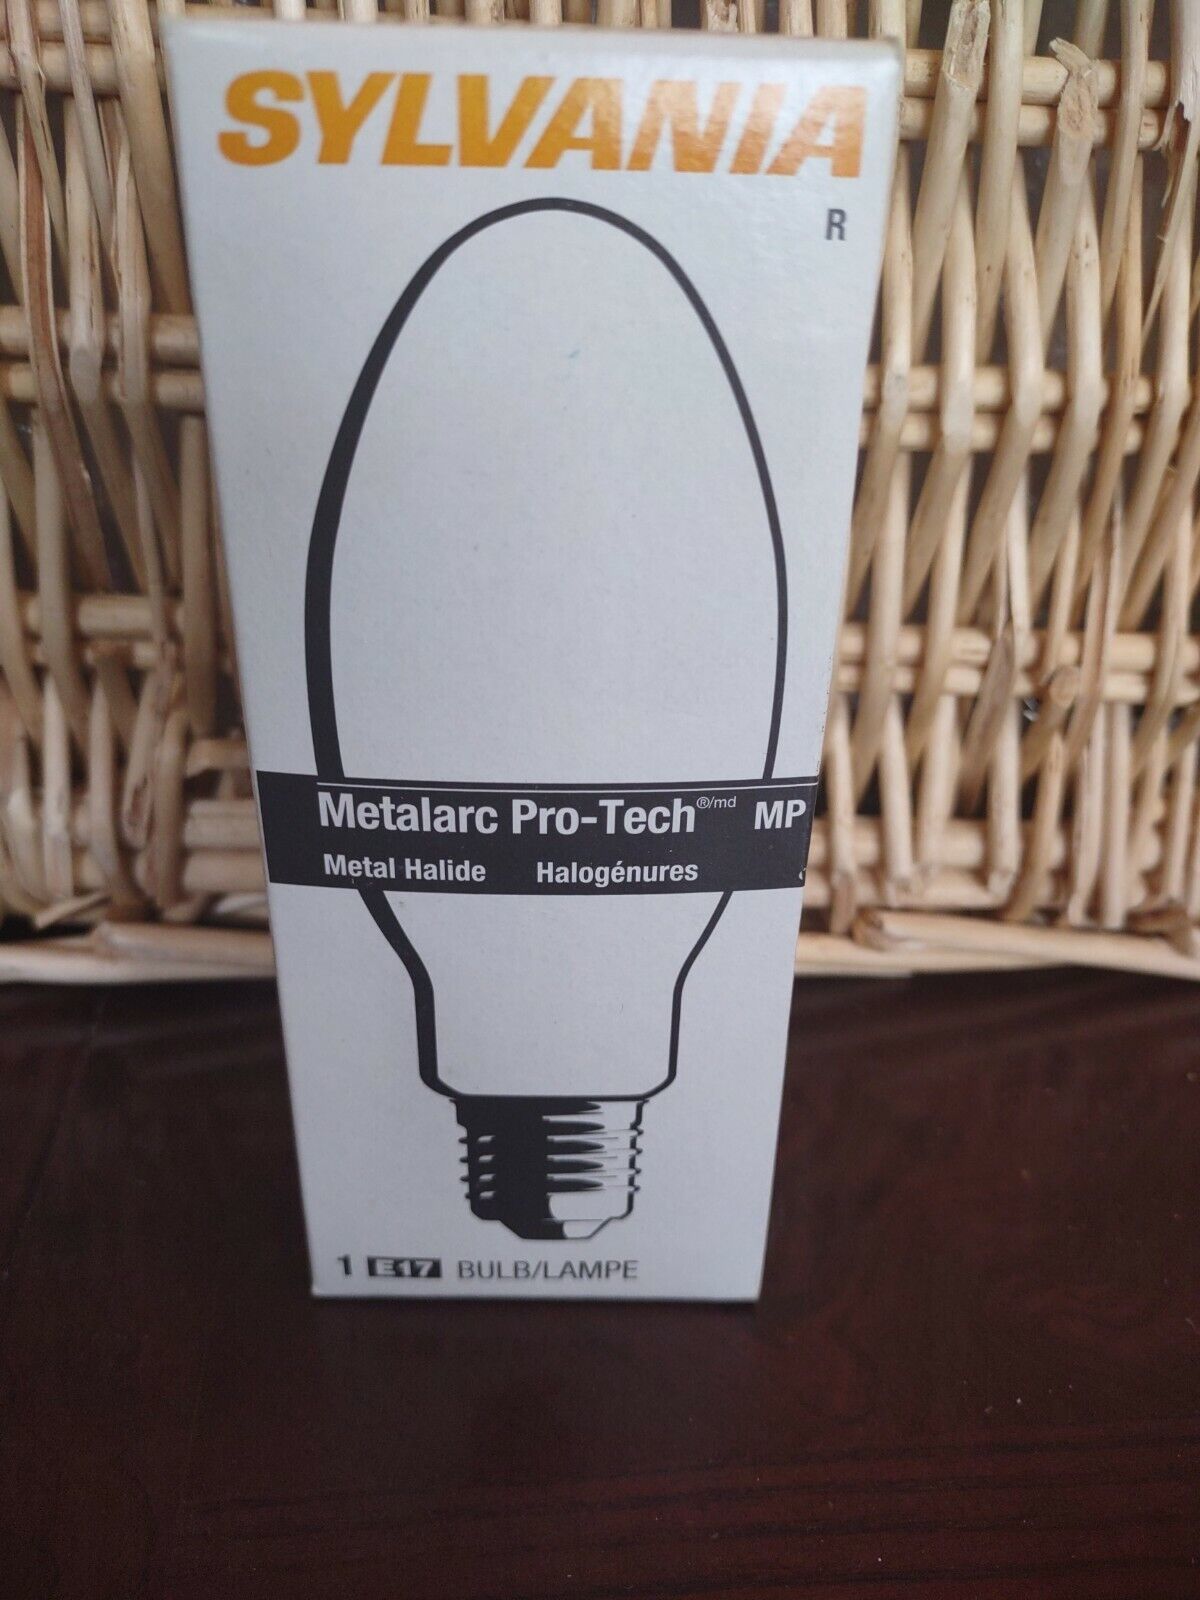 SYLVANIA
R
Metalarc Pro-Tech®/md MP
Metal Halide Halogénures
1 E17 BULB/LAMPE